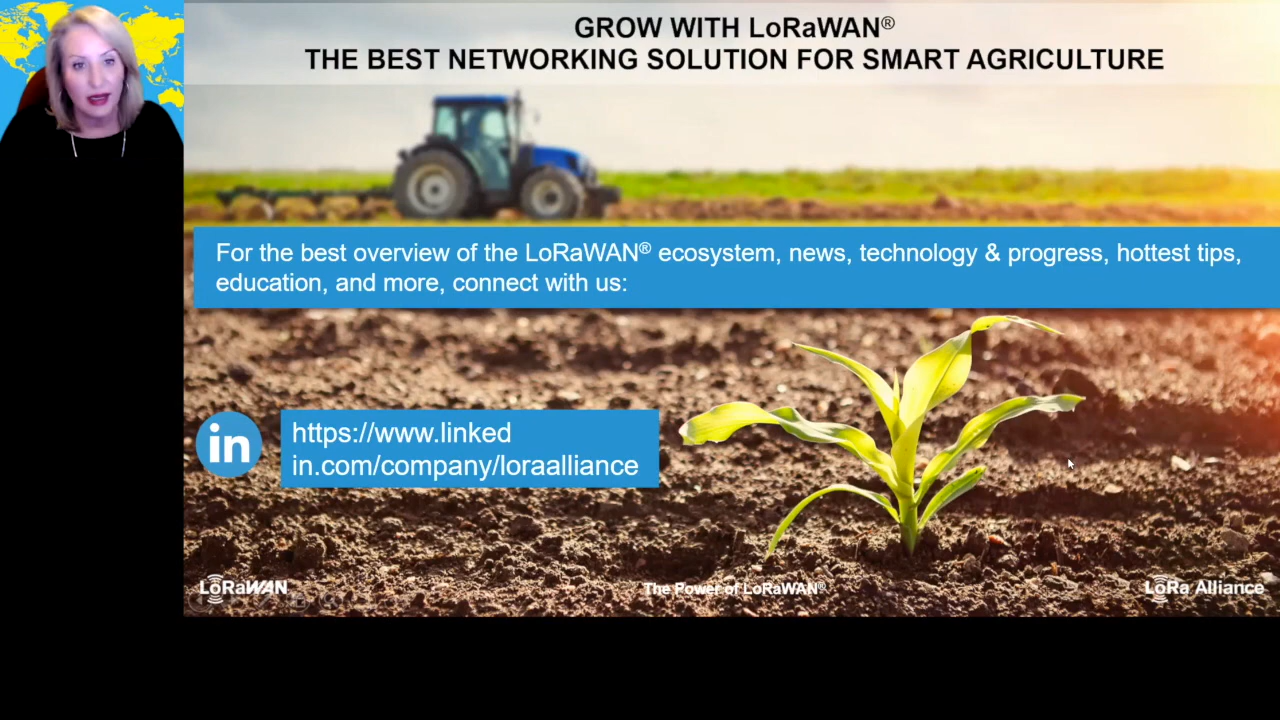 GROW WITH LoRaWAN®
THE BEST NETWORKING SOLUTION FOR SMART AGRICULTURE
For the best overview of the LoRaWAN® ecosystem, news, technology & progress, hottest tips,
education, and more, connect with us:
in
https://www.linked
in.com/company/loraalliance
LoRaWAN
The Power of LoRaWAN®
LoRa Alliance